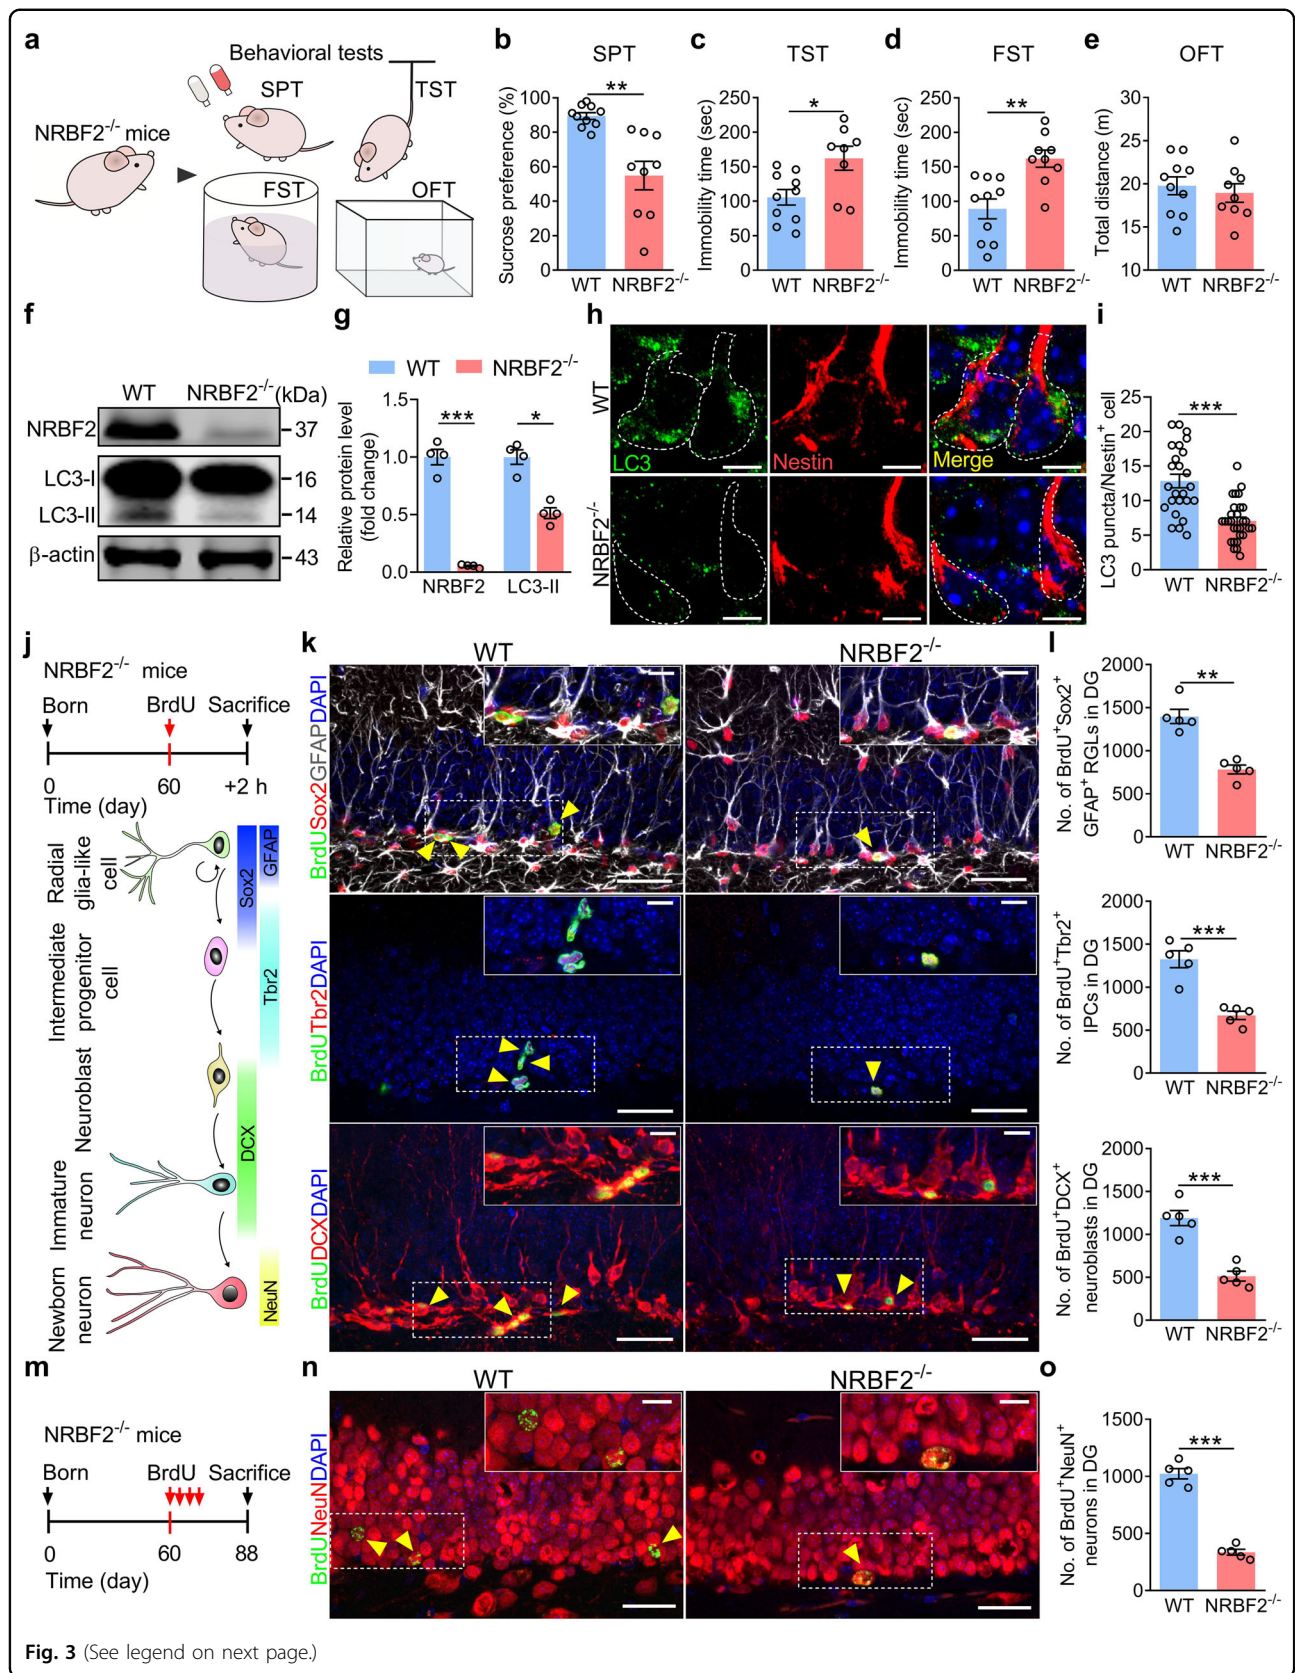 a
Behavioral tests
SPT
TST
NRBF2-/- mice
FST
OFT
b
SPT
Sucrose preference (%)
100
80
60
40
20
0
**
WT NRBF2-/-
c
TST
Immobility time (sec)
250
200
150
100
50
0
*
WT NRBF2-/-
d
FST
Immobility time (sec)
250
200
150
100
50
0
**
WT NRBF2-/-
e
OFT
Total distance (m)
30
25
20
15
10
WT NRBF2-/-
f
WT NRBF2-/- (kDa)
NRBF2 37
LC3-I 16
LC3-II 14
β-actin 43
g
WT
NRBF2-/-
Relative protein level
(fold change)
1.5
1.0
0.5
0.0
***
*
NRBF2 LC3-II
h
WT
LC3
Nestin
Merge
NRBF2-/-
i
LC3 puncta/Nestin+ cell
25
20
15
10
5
0
***
WT NRBF2-/-
j
NRBF2-/- mice
Born BrdU Sacrifice
0 60 +2 h
Time (day)
Radial
glia-like
cell
Intermediate
progenitor
cell
Neuroblast
Immature
neuron
Newborn
neuron
Sox2
GFAP
Tbr2
DCX
NeuN
k
WT NRBF2-/-
BrdUSox2GFAPDAPI
BrdUTbr2DAPI
BrdUDCXDAPI
l
No. of BrdU+Sox2+
GFAP+ RGLs in DG
2000
1500
1000
500
0
**
WT NRBF2-/-
No. of BrdU+Tbr2+
IPCs in DG
2000
1500
1000
500
0
***
WT NRBF2-/-
No. of BrdU+DCX+
neuroblasts in DG
2000
1500
1000
500
0
***
WT NRBF2-/-
m
NRBF2-/- mice
Born BrdU Sacrifice
0 60 88
Time (day)
n
WT NRBF2-/-
BrdUNeuNDAPI
o
No. of BrdU+NeuN+
neurons in DG
1500
1000
500
0
***
WT NRBF2-/-
Fig. 3 (See legend on next page.)